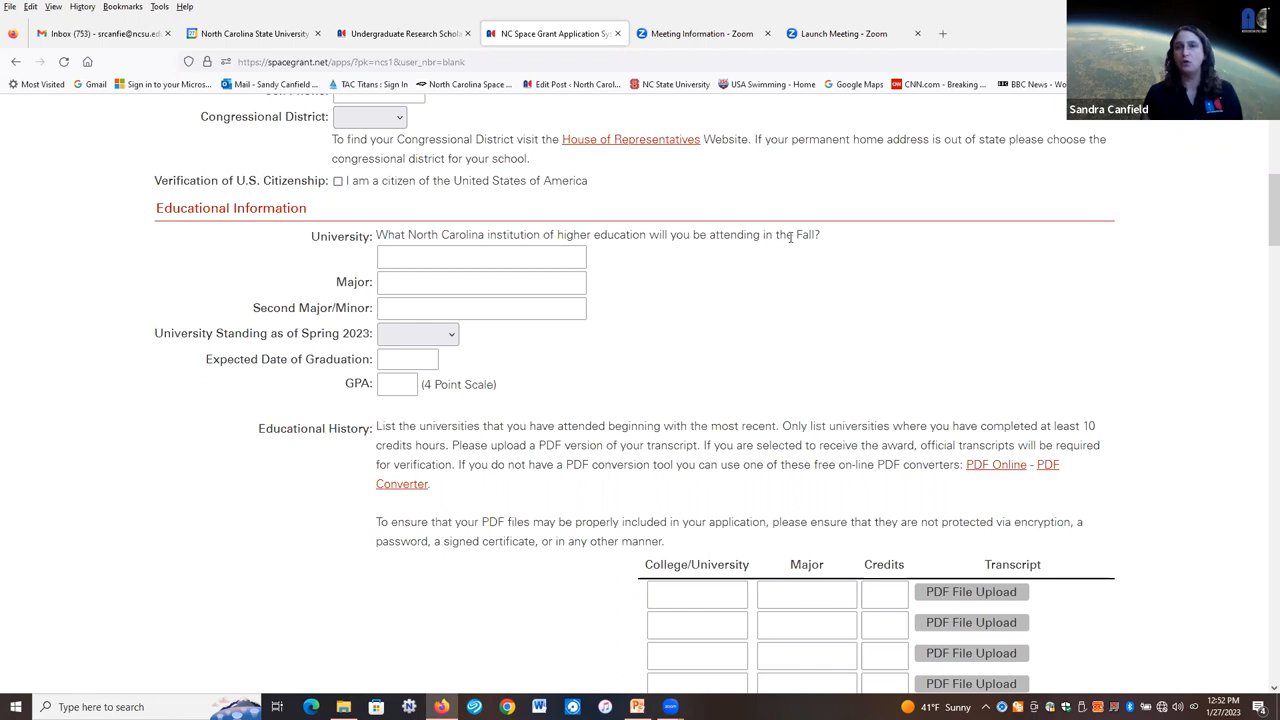 File Edit View History Bookmarks Tools Help
Inbox (753) – srcanfie@ncsu.ed
North Carolina State University
Undergraduate Research Schola
NC Space Grant Application Sy
Meeting Information - Zoom
Launch Meeting - Zoom
https://spacegrant.net/apps/?pk=ncs1&user_nbr=blank
Most Visited Gmail Sign in to your Micros... Mail - Sandy Canfield ... TAC Titans : Sign In North Carolina Space ... Edit Post ‹ North Caroli... NC State University USA Swimming - Home Google Maps CNN.com - Breaking ... BBC News - Wo
Sandra Canfield
Congressional District:
To find your Congressional District visit the House of Representatives Website. If your permanent home address is out of state please choose the
congressional district for your school.
Verification of U.S. Citizenship: I am a citizen of the United States of America
Educational Information
University: What North Carolina institution of higher education will you be attending in the Fall?
Major:
Second Major/Minor:
University Standing as of Spring 2023:
Expected Date of Graduation:
GPA: (4 Point Scale)
Educational History: List the universities that you have attended beginning with the most recent. Only list universities where you have completed at least 10
credits hours. Please upload a PDF version of your transcript. If you are selected to receive the award, official transcripts will be required
for verification. If you do not have a PDF conversion tool you can use one of these free on-line PDF converters: PDF Online - PDF
Converter.
To ensure that your PDF files may be properly included in your application, please ensure that they are not protected via encryption, a
password, a signed certificate, or in any other manner.
College/University Major Credits Transcript
PDF File Upload
PDF File Upload
PDF File Upload
PDF File Upload
Type here to search
41°F Sunny
12:52 PM
1/27/2023